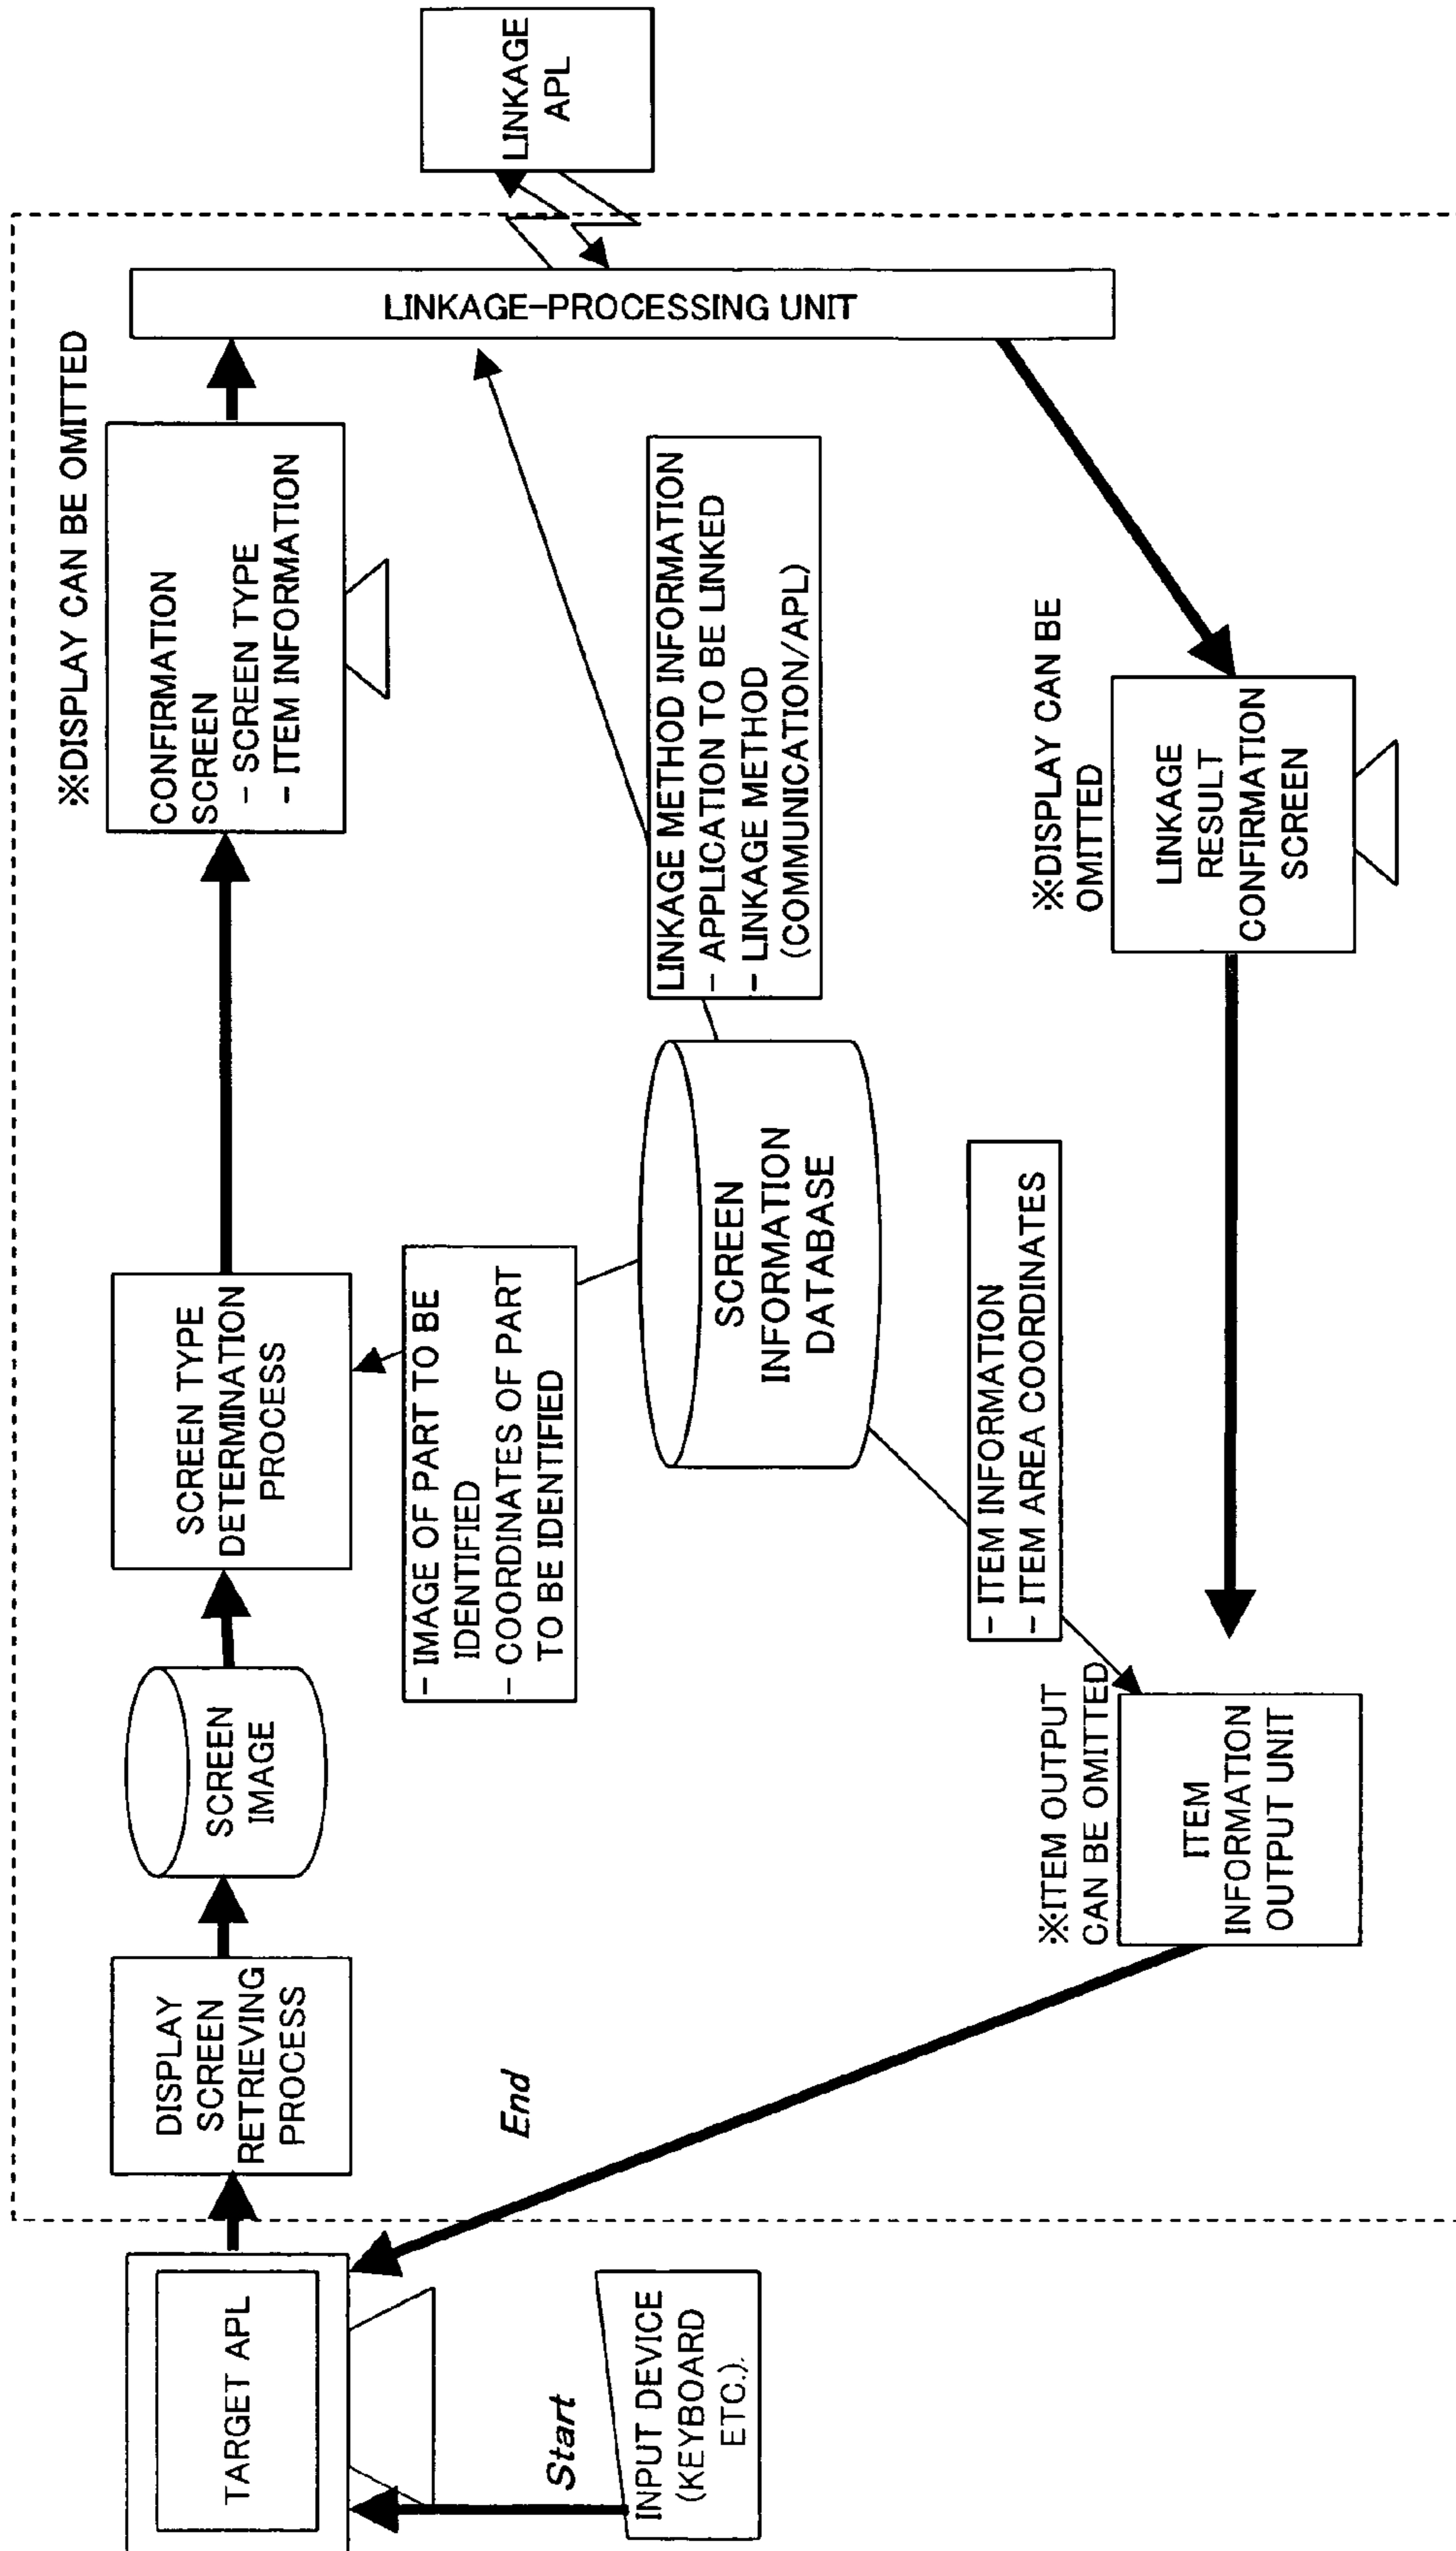 TARGET APL
Start
INPUT DEVICE
(KEYBOARD
ETC.).
End
DISPLAY
SCREEN
RETRIEVING
PROCESS
SCREEN
IMAGE
SCREEN TYPE
DETERMINATION
PROCESS
- IMAGE OF PART TO BE
IDENTIFIED
- COORDINATES OF PART
TO BE IDENTIFIED
SCREEN
INFORMATION
DATABASE
※DISPLAY CAN BE OMITTED
CONFIRMATION
SCREEN
- SCREEN TYPE
- ITEM INFORMATION
LINKAGE METHOD INFORMATION
- APPLICATION TO BE LINKED
- LINKAGE METHOD
(COMMUNICATION/APL)
LINKAGE-PROCESSING UNIT
LINKAGE
APL
※DISPLAY CAN BE
OMITTED
LINKAGE
RESULT
CONFIRMATION
SCREEN
- ITEM INFORMATION
- ITEM AREA COORDINATES
※ITEM OUTPUT
CAN BE OMITTED
ITEM
INFORMATION
OUTPUT UNIT